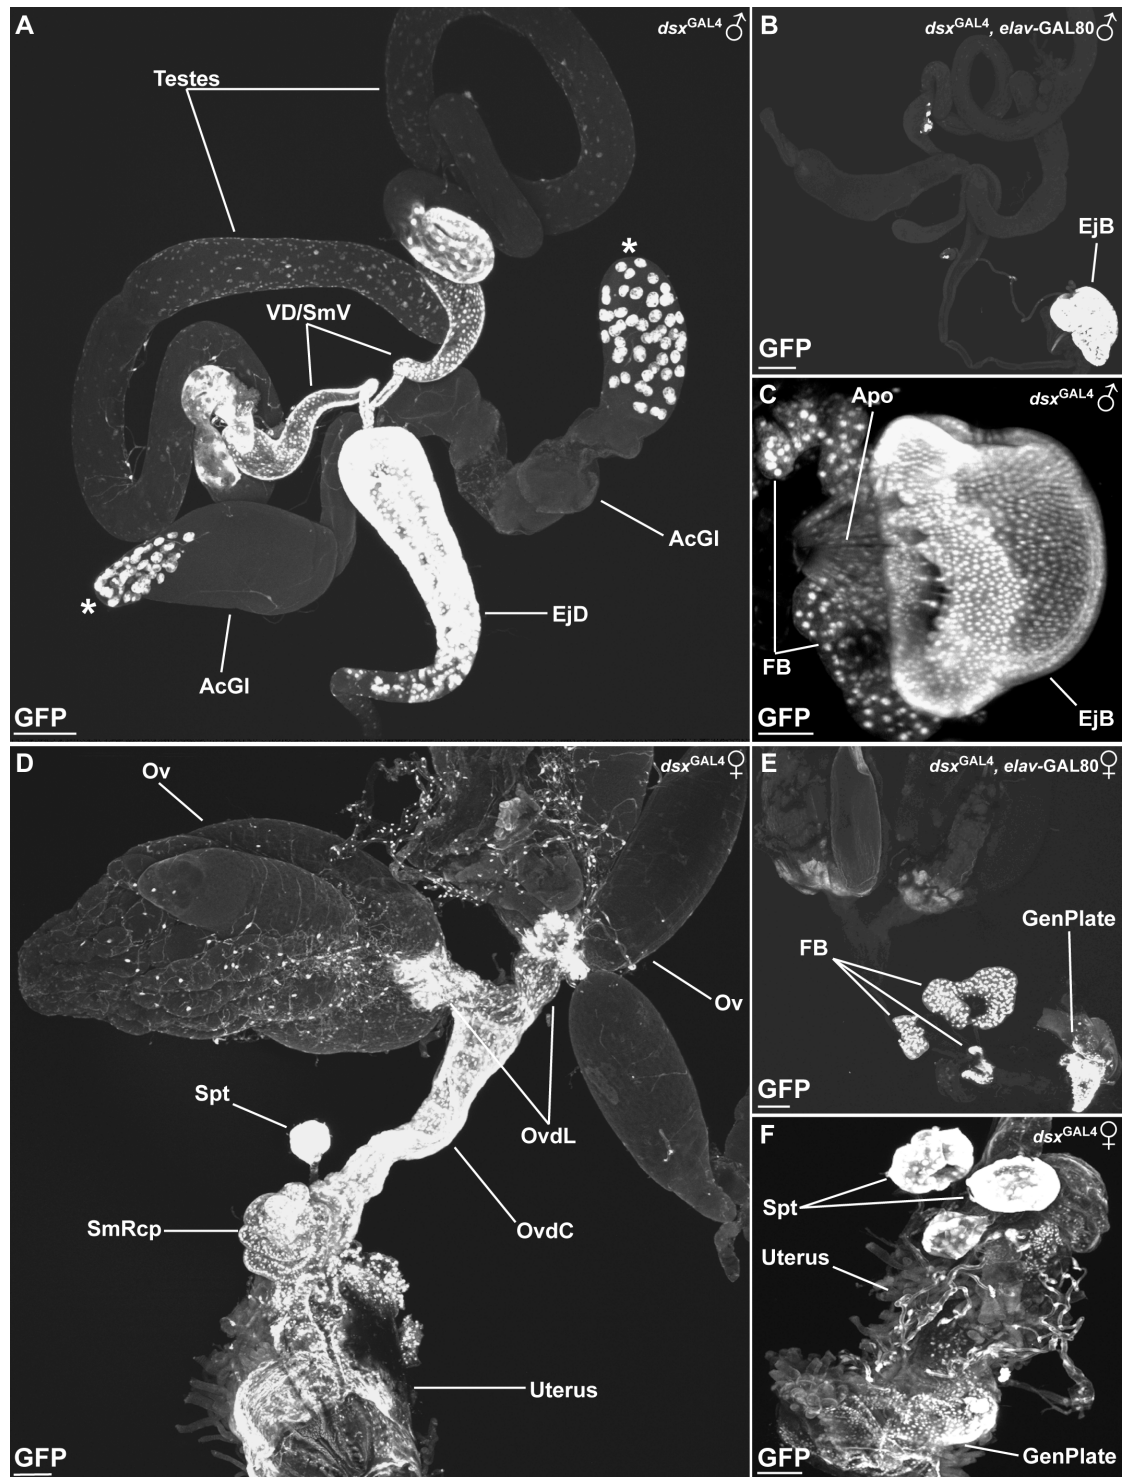 A
dsxGAL4♂
Testes
*
VD/SmV
AcGl
*
EjD
AcGl
GFP
B
dsxGAL4, elav-GAL80♂
EjB
GFP
C
dsxGAL4♂
Apo
FB
EjB
GFP
D
dsxGAL4♀
Ov
Ov
Spt
OvdL
SmRcp
OvdC
Uterus
GFP
E
dsxGAL4, elav-GAL80♀
GenPlate
FB
GFP
F
dsxGAL4♀
Spt
Uterus
GFP
GenPlate